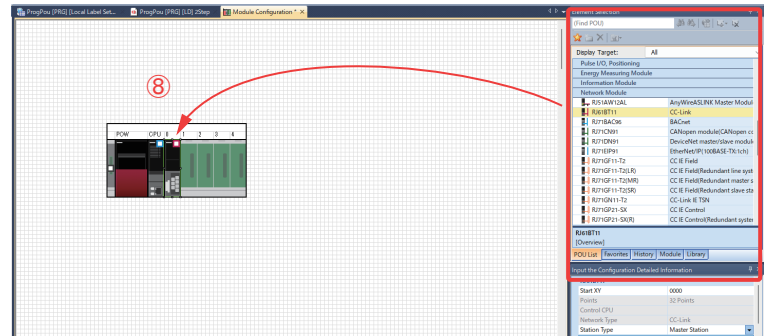 ProgPou [PRG] [Local Label Set...
ProgPou [PRG] [LD] 2Step
Module Configuration *
Element Selection
(Find POU)
Display Target:
All
Pulse I/O, Positioning
Energy Measuring Module
Information Module
Network Module
RJ51AW12AL AnyWireASLINK Master Modul
RJ61BT11 CC-Link
RJ71BAC96 BACnet
RJ71CN91 CANopen module(CANopen cc
RJ71DN91 DeviceNet master/slave modul
RJ71EIP91 EtherNet/IP(100BASE-TX:1ch)
RJ71GF11-T2 CC IE Field
RJ71GF11-T2(LR) CC IE Field(Redundant line syst
RJ71GF11-T2(MR) CC IE Field(Redundant master s
RJ71GF11-T2(SR) CC IE Field(Redundant slave sta
RJ71GN11-T2 CC-Link IE TSN
RJ71GP21-SX CC IE Control
RJ71GP21-SX(R) CC IE Control(Redundant syster
RJ61BT11
[Overview]
POU List Favorites History Module Library
Input the Configuration Detailed Information
Start XY 0000
Points 32 Points
Control CPU
Network Type CC-Link
Station Type Master Station
⑧
POW CPU 0 1 2 3 4